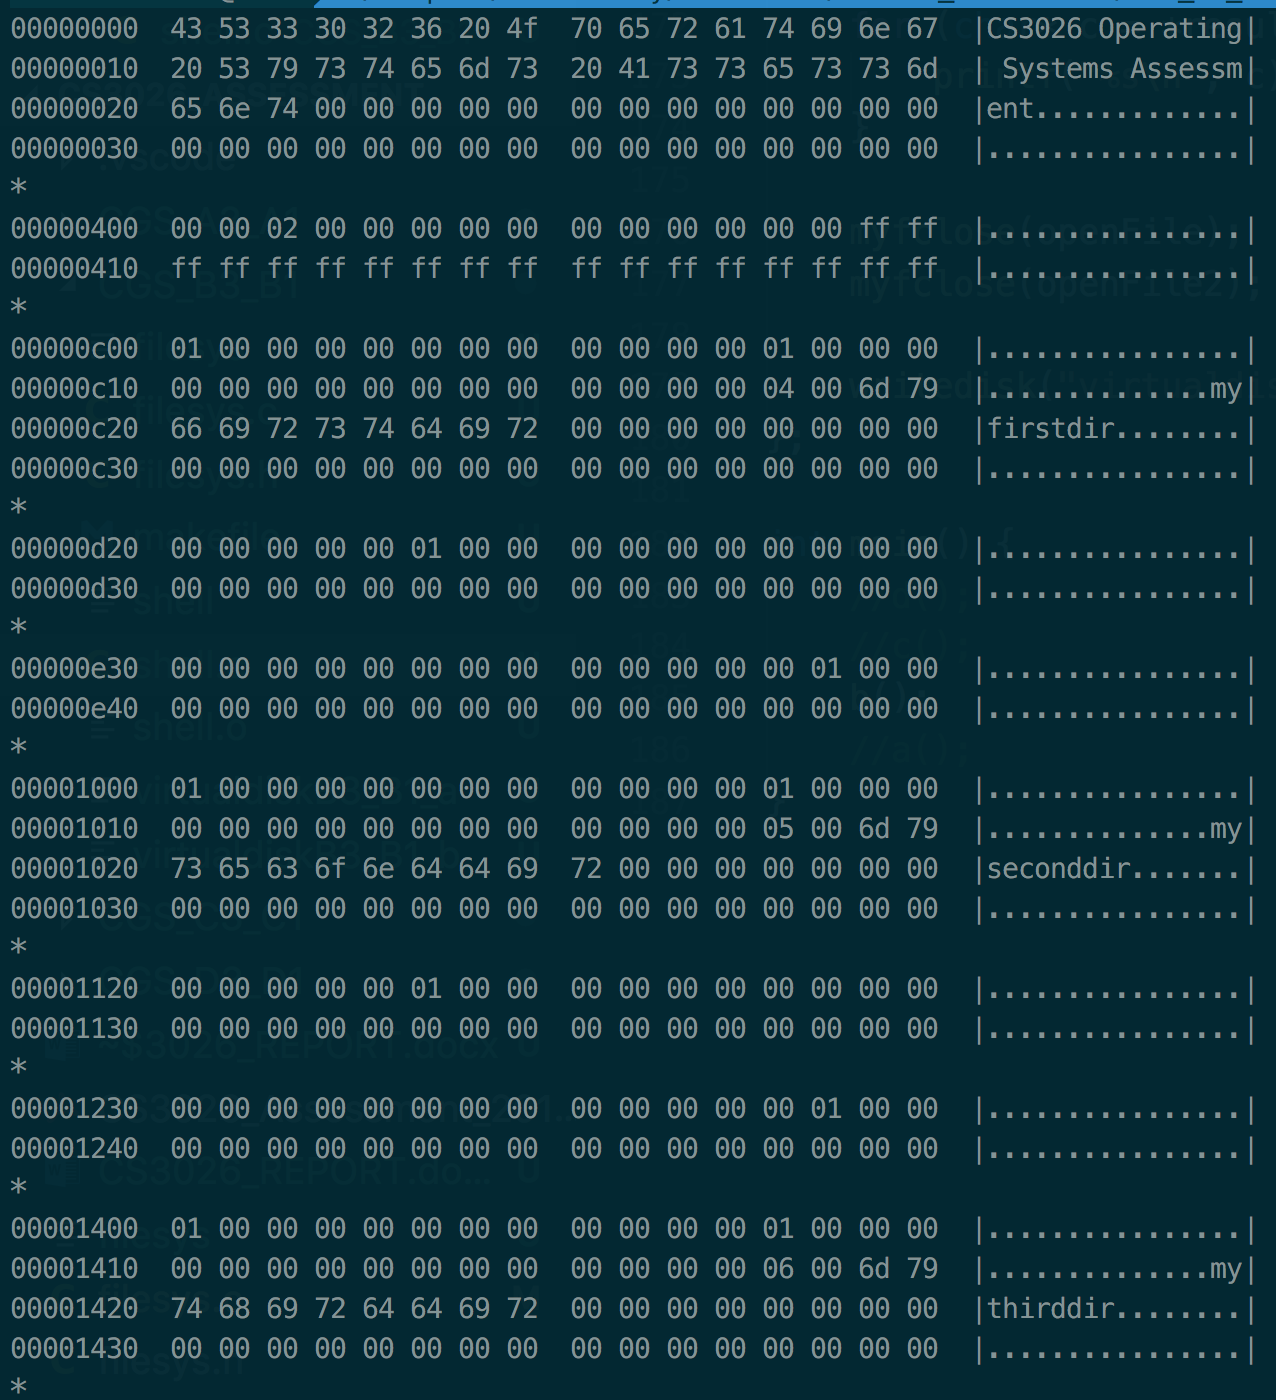 00000000  43 53 33 30 32 36 20 4f  70 65 72 61 74 69 6e 67  |CS3026 Operating|
00000010  20 53 79 73 74 65 6d 73  20 41 73 73 65 73 73 6d  | Systems Assessm|
00000020  65 6e 74 00 00 00 00 00  00 00 00 00 00 00 00 00  |ent.............|
00000030  00 00 00 00 00 00 00 00  00 00 00 00 00 00 00 00  |................|
*
00000400  00 00 02 00 00 00 00 00  00 00 00 00 00 00 ff ff  |................|
00000410  ff ff ff ff ff ff ff ff  ff ff ff ff ff ff ff ff  |................|
*
00000c00  01 00 00 00 00 00 00 00  00 00 00 00 01 00 00 00  |................|
00000c10  00 00 00 00 00 00 00 00  00 00 00 00 04 00 6d 79  |..............my|
00000c20  66 69 72 73 74 64 69 72  00 00 00 00 00 00 00 00  |firstdir........|
00000c30  00 00 00 00 00 00 00 00  00 00 00 00 00 00 00 00  |................|
*
00000d20  00 00 00 00 00 01 00 00  00 00 00 00 00 00 00 00  |................|
00000d30  00 00 00 00 00 00 00 00  00 00 00 00 00 00 00 00  |................|
*
00000e30  00 00 00 00 00 00 00 00  00 00 00 00 00 01 00 00  |................|
00000e40  00 00 00 00 00 00 00 00  00 00 00 00 00 00 00 00  |................|
*
00001000  01 00 00 00 00 00 00 00  00 00 00 00 01 00 00 00  |................|
00001010  00 00 00 00 00 00 00 00  00 00 00 00 05 00 6d 79  |..............my|
00001020  73 65 63 6f 6e 64 64 69  72 00 00 00 00 00 00 00  |seconddir.......|
00001030  00 00 00 00 00 00 00 00  00 00 00 00 00 00 00 00  |................|
*
00001120  00 00 00 00 00 01 00 00  00 00 00 00 00 00 00 00  |................|
00001130  00 00 00 00 00 00 00 00  00 00 00 00 00 00 00 00  |................|
*
00001230  00 00 00 00 00 00 00 00  00 00 00 00 00 01 00 00  |................|
00001240  00 00 00 00 00 00 00 00  00 00 00 00 00 00 00 00  |................|
*
00001400  01 00 00 00 00 00 00 00  00 00 00 00 01 00 00 00  |................|
00001410  00 00 00 00 00 00 00 00  00 00 00 00 06 00 6d 79  |..............my|
00001420  74 68 69 72 64 64 69 72  00 00 00 00 00 00 00 00  |thirddir........|
00001430  00 00 00 00 00 00 00 00  00 00 00 00 00 00 00 00  |................|
*